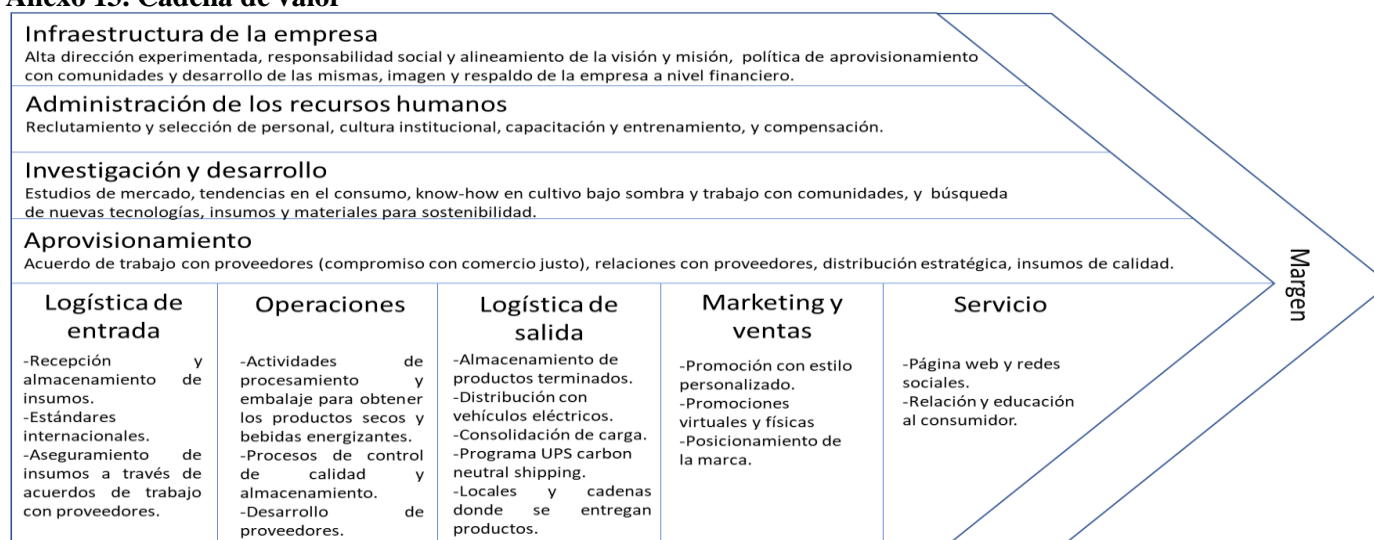 Anexo 13. Cadena de valor
Infraestructura de la empresa
Alta dirección experimentada, responsabilidad social y alineamiento de la visión y misión, política de aprovisionamiento
con comunidades y desarrollo de las mismas, imagen y respaldo de la empresa a nivel financiero.
Administración de los recursos humanos
Reclutamiento y selección de personal, cultura institucional, capacitación y entrenamiento, y compensación.
Investigación y desarrollo
Estudios de mercado, tendencias en el consumo, know-how en cultivo bajo sombra y trabajo con comunidades, y búsqueda
de nuevas tecnologías, insumos y materiales para sostenibilidad.
Aprovisionamiento
Acuerdo de trabajo con proveedores (compromiso con comercio justo), relaciones con proveedores, distribución estratégica, insumos de calidad.
Logística de
entrada
-Recepción y
almacenamiento de
insumos.
-Estándares
internacionales.
-Aseguramiento de
insumos a través de
acuerdos de trabajo
con proveedores.
Operaciones
-Actividades de
procesamiento y
embalaje para obtener
los productos secos y
bebidas energizantes.
-Procesos de control
de calidad y
almacenamiento.
-Desarrollo de
proveedores.
Logística de
salida
-Almacenamiento de
productos terminados.
-Distribución con
vehículos eléctricos.
-Consolidación de carga.
-Programa UPS carbon
neutral shipping.
-Locales y cadenas
donde se entregan
productos.
Marketing y
ventas
-Promoción con estilo
personalizado.
-Promociones
virtuales y físicas
-Posicionamiento de
la marca.
Servicio
-Página web y redes
sociales.
-Relación y educación
al consumidor.
Margen